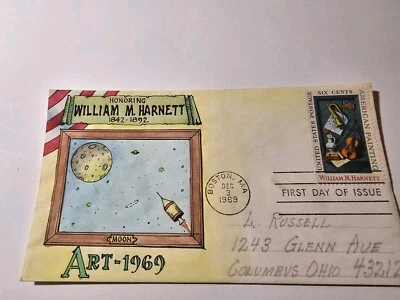 HONORING
WILLIAM M. HARNETT
1842-1892
MOON
ART-1969
SIX CENTS
UNITED STATES POSTAGE
AMERICAN PAINTING
WILLIAM M. HARNETT
BOSTON, MA
DEC
3
1969
FIRST DAY OF ISSUE
L. RUSSELL
1243 GLENN AVE
COLUMBUS OHIO 43212